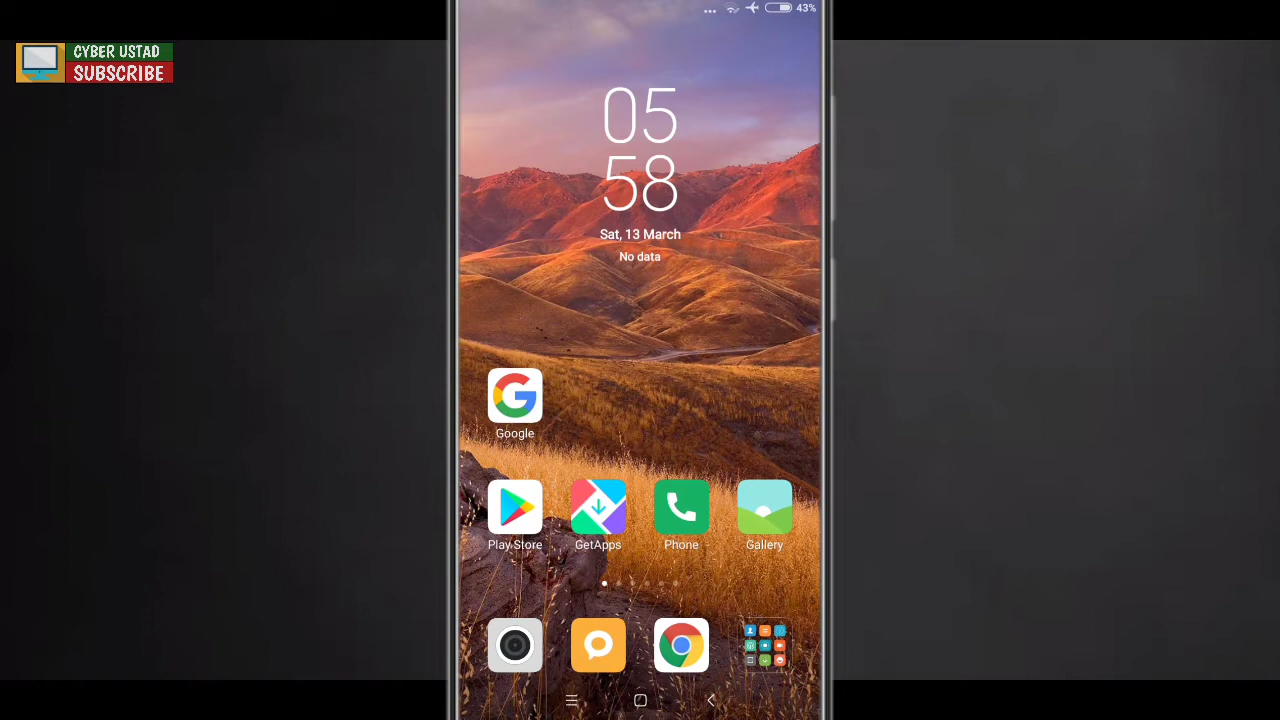 43%
CYBER USTAD
SUBSCRIBE
05
58
Sat, 13 March
No data
Google
Play Store
GetApps
Phone
Gallery